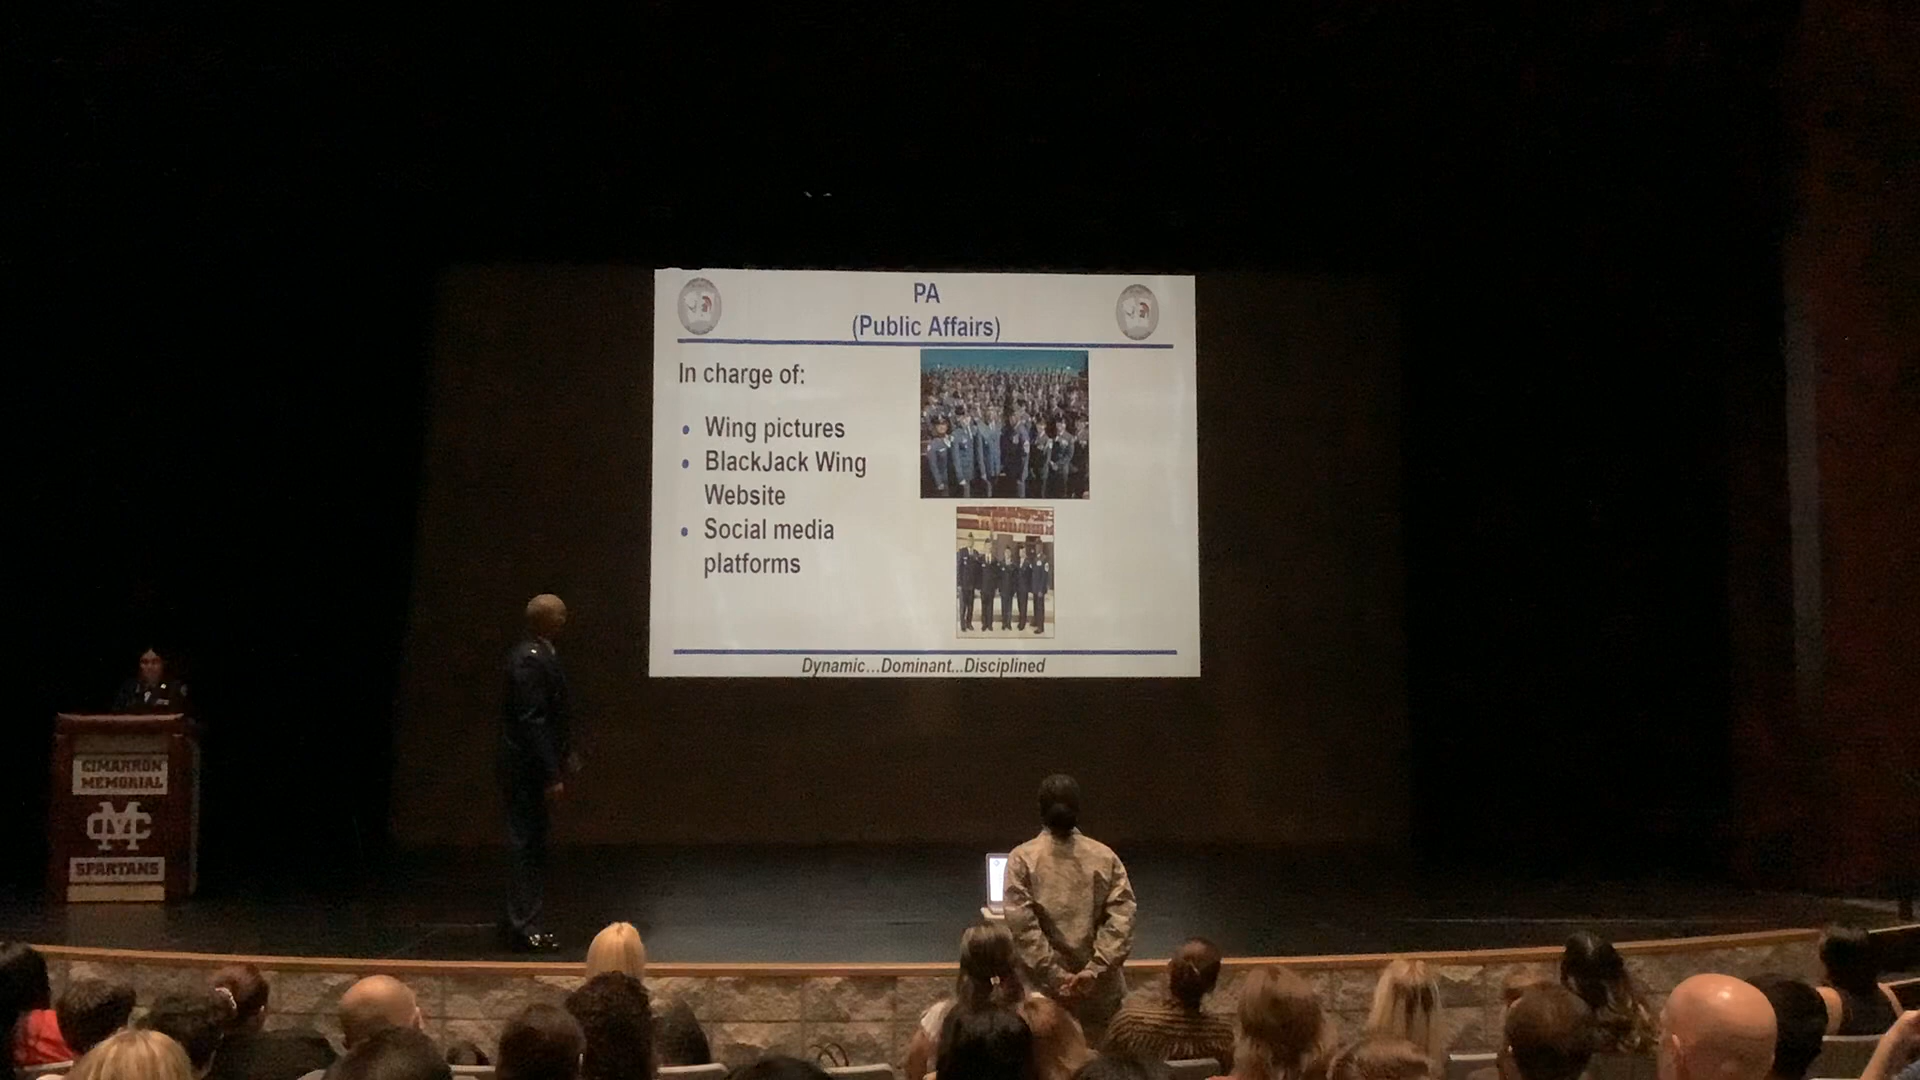 PA
(Public Affairs)
In charge of:
• Wing pictures
• BlackJack Wing
Website
• Social media
platforms
Dynamic...Dominant...Disciplined
CIMARRON
MEMORIAL
CM
SPARTANS